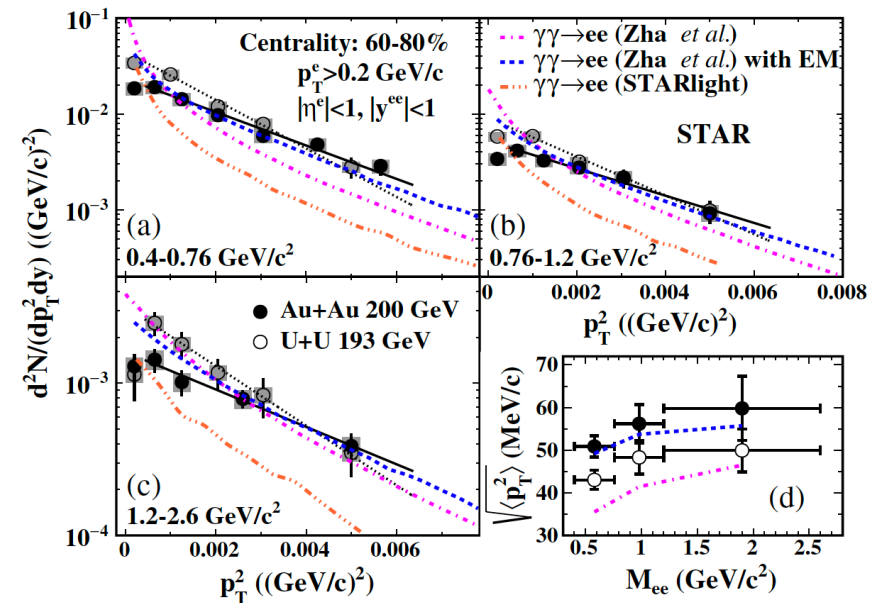 Centrality: 60-80%
p_T^e>0.2 GeV/c
|η^e|<1, |y^ee|<1
(a)
0.4-0.76 GeV/c²
10⁻¹
10⁻²
10⁻³
γγ→ee (Zha et al.)
γγ→ee (Zha et al.) with EM
γγ→ee (STARlight)
STAR
(b)
0.76-1.2 GeV/c²
0 0.002 0.004 0.006 0.008
p_T² ((GeV/c)²)
d²N/(dp_T²dy) ((GeV/c)⁻²)
Au+Au 200 GeV
U+U 193 GeV
10⁻³
10⁻⁴
(c)
1.2-2.6 GeV/c²
0 0.002 0.004 0.006
p_T² ((GeV/c)²)
√⟨p_T²⟩ (MeV/c)
70
60
50
40
30
(d)
0.5 1 1.5 2 2.5
M_ee (GeV/c²)